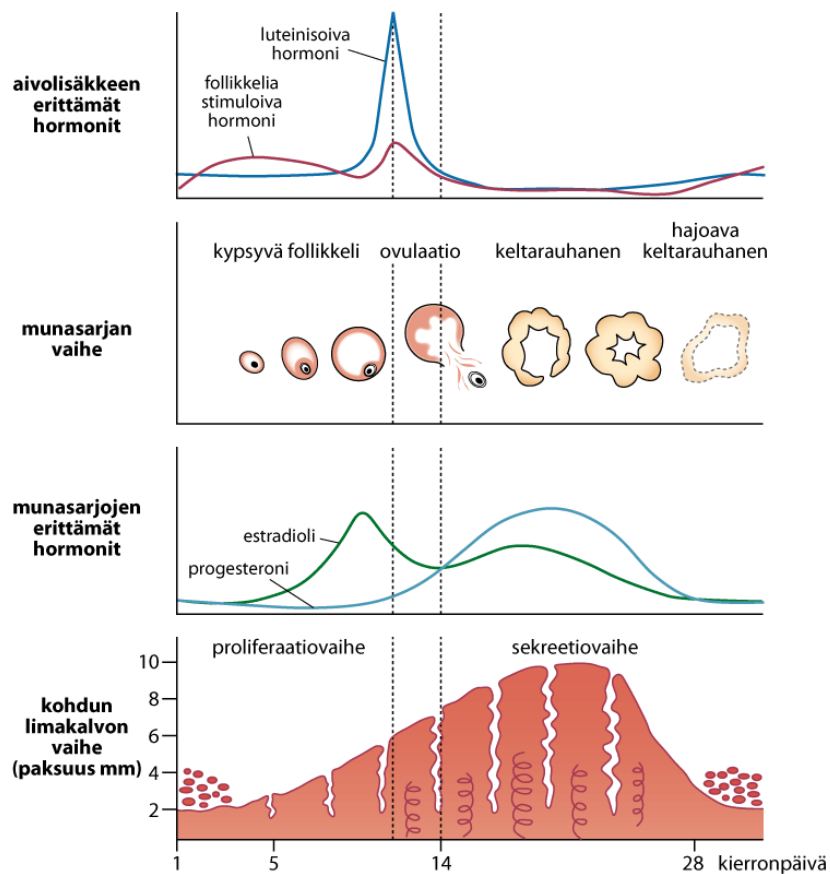 luteinisoiva
hormoni
aivolisäkkeen
erittämät
hormonit
follikkelia
stimuloiva
hormoni
kypsyvä follikkeli
ovulaatio
keltarauhanen
hajoava
keltarauhanen
munasarjan
vaihe
munasarjojen
erittämät
hormonit
estradioli
progesteroni
proliferaatiovaihe
sekreetiovaihe
kohdun
limakalvon
vaihe
(paksuus mm)
10
8
6
4
2
1
5
14
28
kierronpäivä